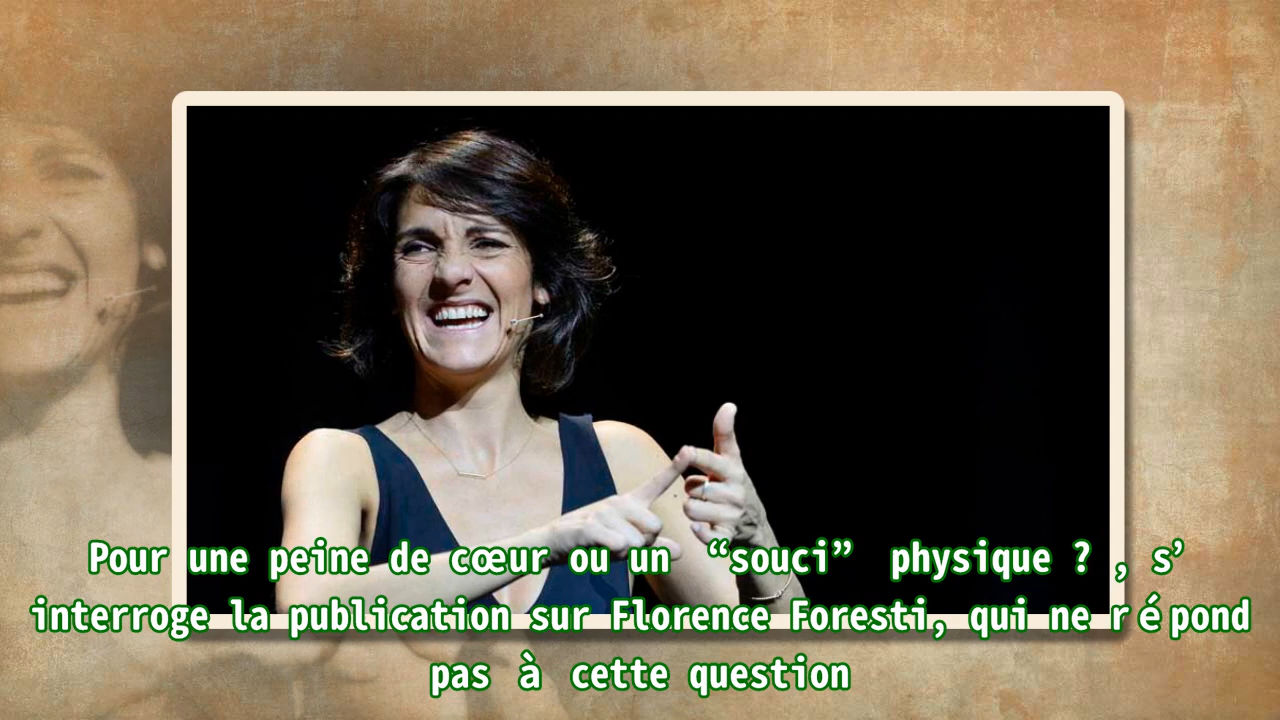 Pour une peine de cœur ou un “souci” physique ? , s’
interroge la publication sur Florence Foresti, qui ne répond
pas à cette question